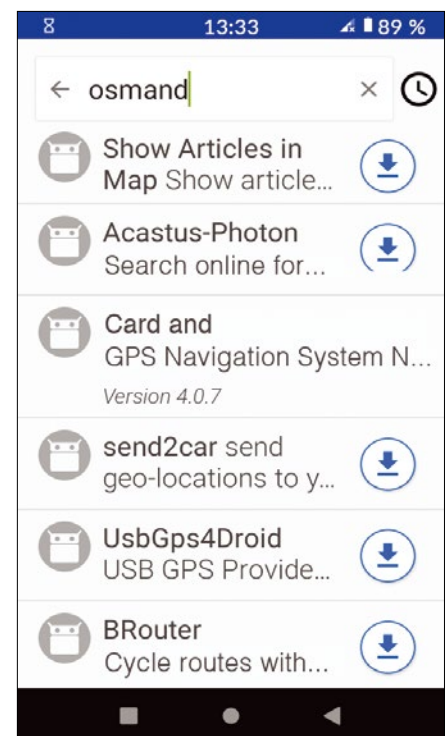 13:33
89 %
osmand
Show Articles in
Map Show article...
Acastus-Photon
Search online for...
Card and
GPS Navigation System N...
Version 4.0.7
send2car send
geo-locations to y...
UsbGps4Droid
USB GPS Provide...
BRouter
Cycle routes with...